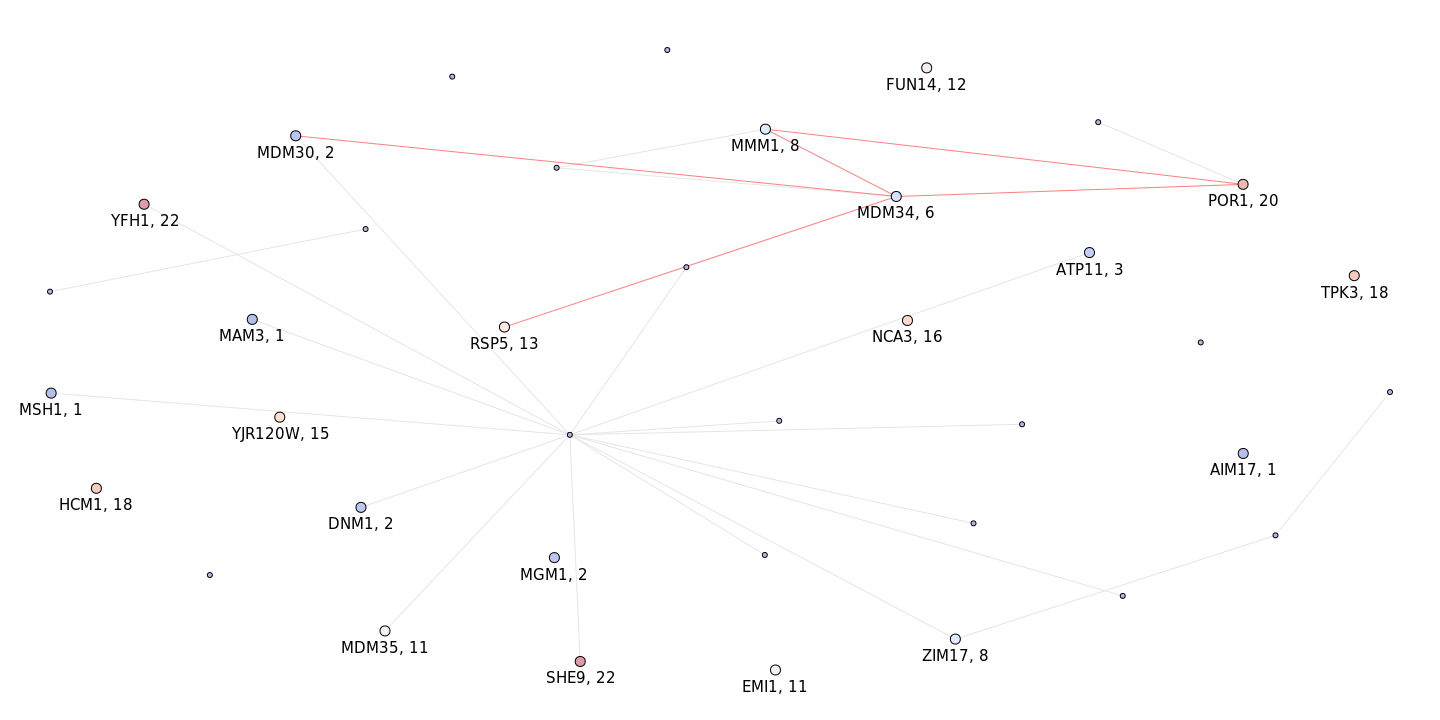 FUN14, 12
MDM30, 2
MMM1, 8
POR1, 20
MDM34, 6
YFH1, 22
ATP11, 3
TPK3, 18
MAM3, 1
RSP5, 13
NCA3, 16
MSH1, 1
YJR120W, 15
AIM17, 1
HCM1, 18
DNM1, 2
MGM1, 2
MDM35, 11
SHE9, 22
EMI1, 11
ZIM17, 8